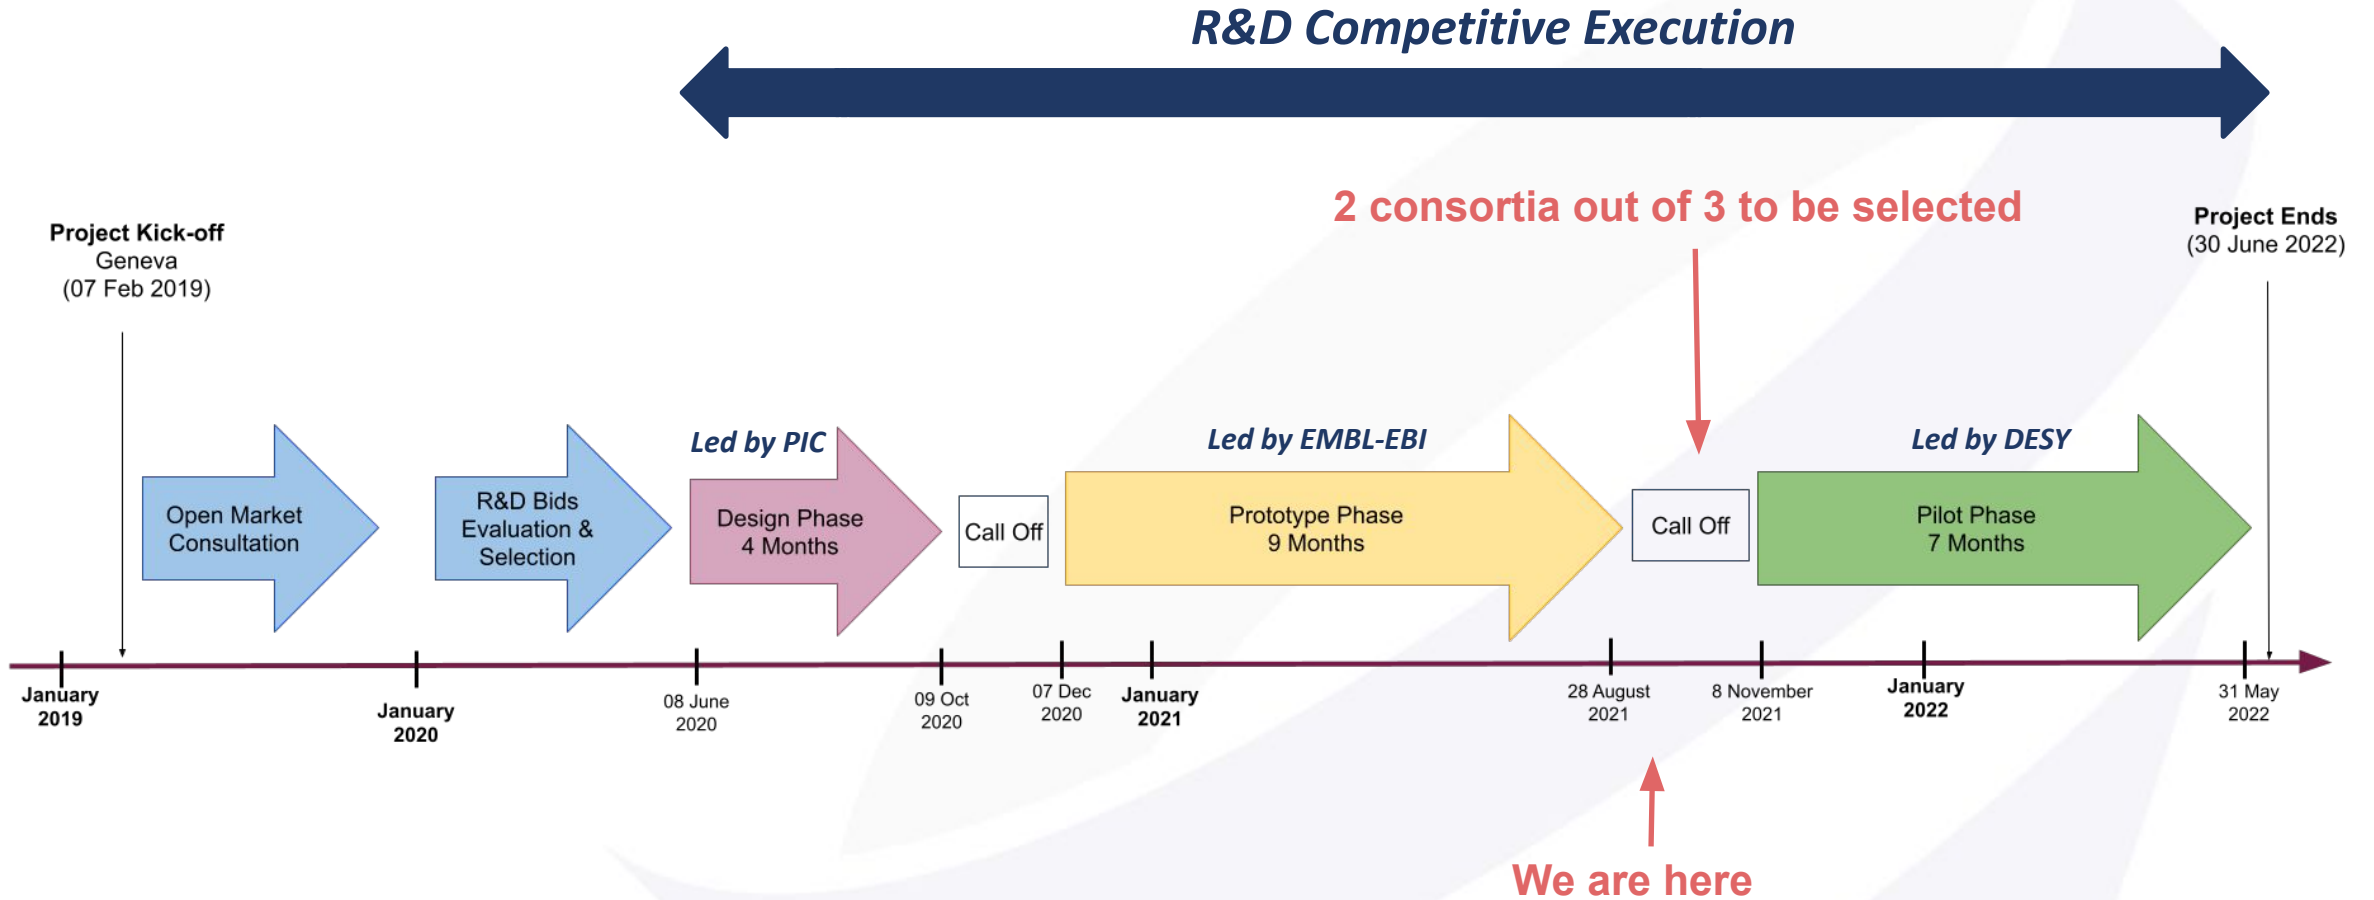 R&D Competitive Execution
2 consortia out of 3 to be selected
Project Kick-off
Geneva
(07 Feb 2019)
Project Ends
(30 June 2022)
Led by PIC
Led by EMBL-EBI
Led by DESY
Open Market
Consultation
R&D Bids
Evaluation &
Selection
Design Phase
4 Months
Call Off
Prototype Phase
9 Months
Call Off
Pilot Phase
7 Months
January
2019
January
2020
08 June
2020
09 Oct
2020
07 Dec
2020
January
2021
28 August
2021
8 November
2021
January
2022
31 May
2022
We are here